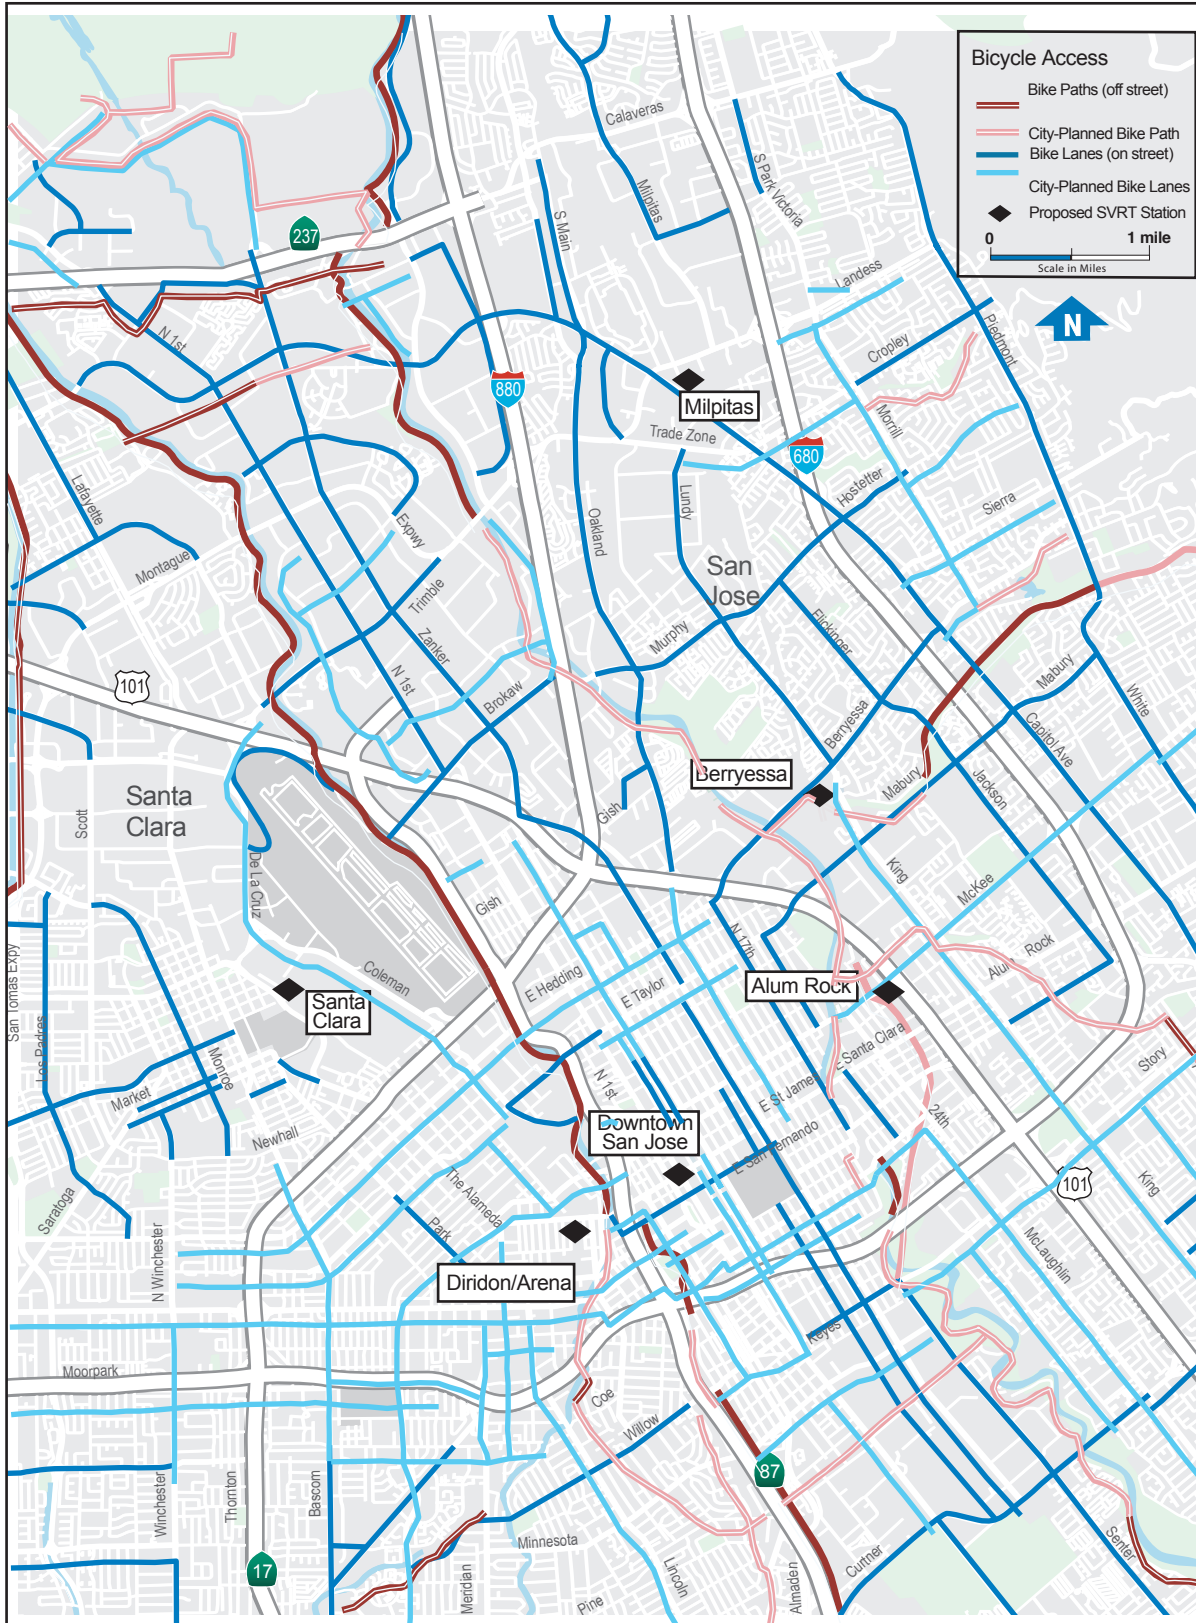 Bicycle Access
Bike Paths (off street)
City-Planned Bike Path
Bike Lanes (on street)
City-Planned Bike Lanes
Proposed SVRT Station
0
1 mile
Scale in Miles
N
Calaveras
S Park Victoria
Milpitas
S Main
237
Landess
Piedmont
N 1st
Cropley
880
Milpitas
Morrill
Trade Zone
680
Lafayette
Hostetter
Lundy
Sierra
Oakland
Expwy
Montague
San
Jose
Trimble
Flickinger
Murphy
Zanker
N 1st
101
Brokaw
Mabury
White
Berryessa
Capitol Ave
Berryessa
Jackson
Mabury
Santa
Clara
Scott
Gish
De La Cruz
King
McKee
Gish
N 17th
San Tomas Expy
Coleman
E Hedding
E Taylor
Alum Rock
Alum Rock
Santa
Clara
Los Padres
Monroe
E Santa Clara
Story
N 1st
Market
E St James
24th
Newhall
Downtown
San Jose
E San Fernando
101
King
The Alameda
Saratoga
Park
N Winchester
McLaughlin
Diridon/Arena
Keyes
Moorpark
Coe
Willow
87
Winchester
Thornton
Bascom
Minnesota
Senter
17
Meridian
Pine
Lincoln
Almaden
Curtner